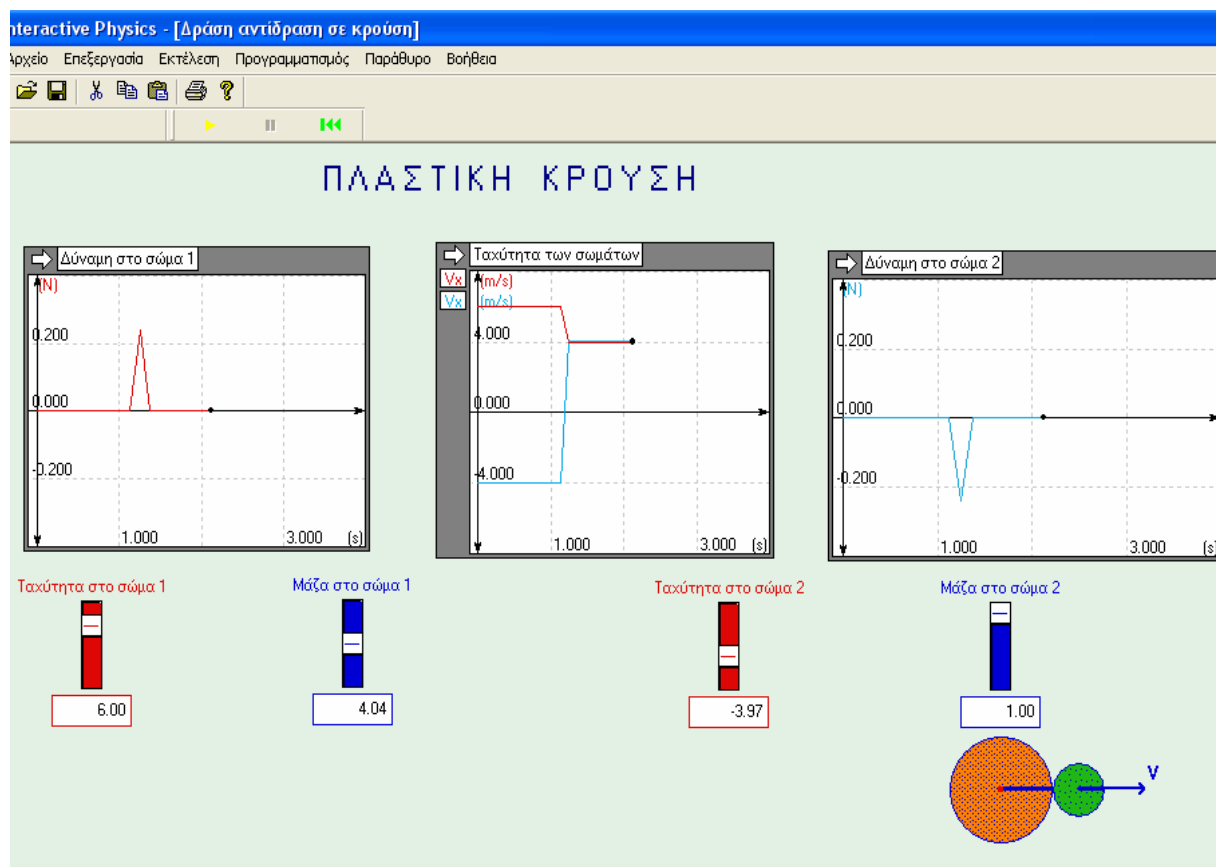 nteractive Physics - [Δράση αντίδραση σε κρούση]
Αρχείο Επεξεργασία Εκτέλεση Προγραμματισμός Παράθυρο Βοήθεια
ΠΛΑΣΤΙΚΗ ΚΡΟΥΣΗ
Δύναμη στο σώμα 1
(N)
0.200
0.000
-0.200
1.000 3.000 (s)
Ταχύτητα των σωμάτων
Vx (m/s)
Vx (m/s)
4.000
0.000
-4.000
1.000 3.000 (s)
Δύναμη στο σώμα 2
(N)
0.200
0.000
-0.200
1.000 3.000 (s)
Ταχύτητα στο σώμα 1
6.00
Μάζα στο σώμα 1
4.04
Ταχύτητα στο σώμα 2
-3.97
Μάζα στο σώμα 2
1.00
V